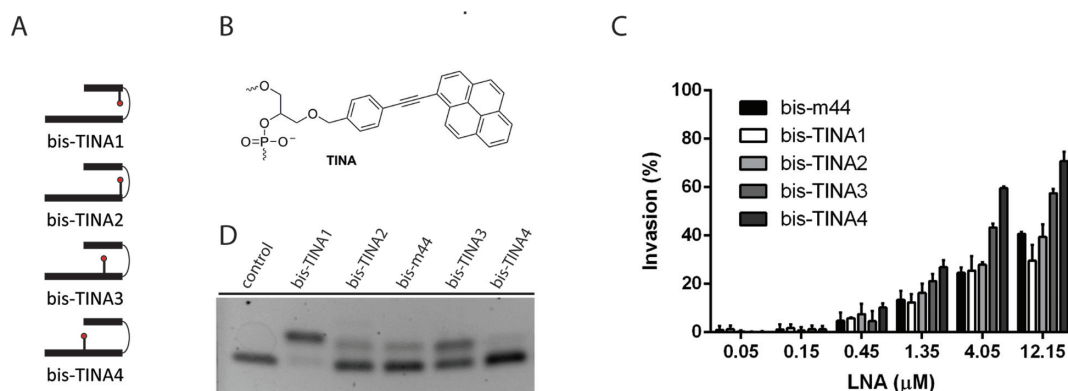 A
bis-TINA1
bis-TINA2
bis-TINA3
bis-TINA4
B
O
O
O
O=P-O⁻
TINA
D
control
bis-TINA1
bis-TINA2
bis-m44
bis-TINA3
bis-TINA4
C
100
80
60
40
20
0
Invasion (%)
bis-m44
bis-TINA1
bis-TINA2
bis-TINA3
bis-TINA4
0.05 0.15 0.45 1.35 4.05 12.15
LNA (μM)